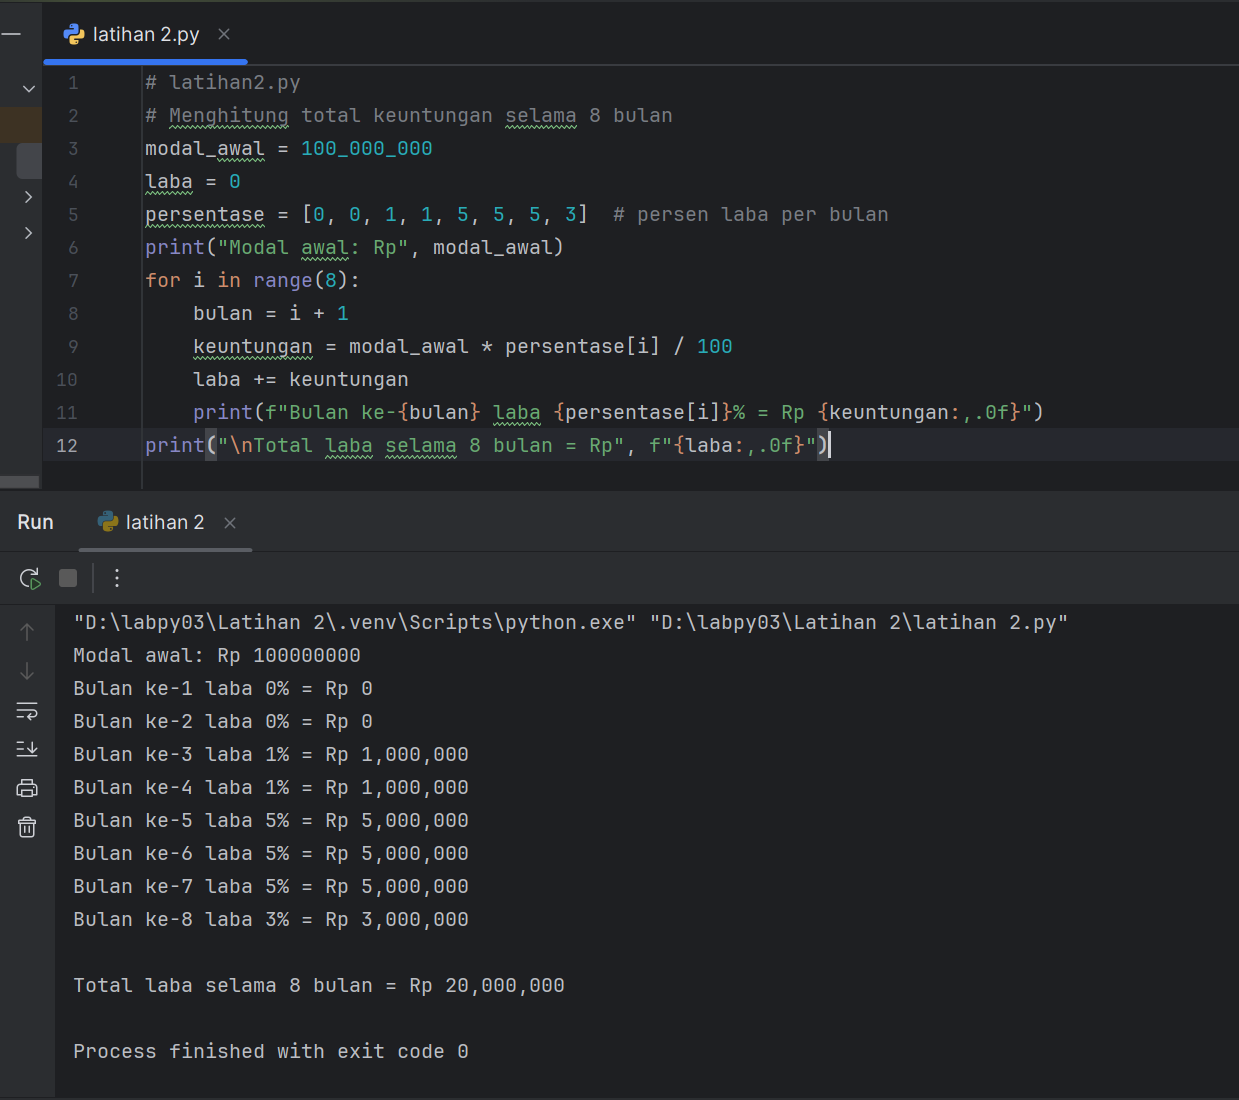 latihan 2.py
1 # latihan2.py
2 # Menghitung total keuntungan selama 8 bulan
3 modal_awal = 100_000_000
4 laba = 0
5 persentase = [0, 0, 1, 1, 5, 5, 5, 3]  # persen laba per bulan
6 print("Modal awal: Rp", modal_awal)
7 for i in range(8):
8     bulan = i + 1
9     keuntungan = modal_awal * persentase[i] / 100
10     laba += keuntungan
11     print(f"Bulan ke-{bulan} laba {persentase[i]}% = Rp {keuntungan:,.0f}")
12 print("\nTotal laba selama 8 bulan = Rp", f"{laba:,.0f}")
Run latihan 2
"D:\labpy03\Latihan 2\.venv\Scripts\python.exe" "D:\labpy03\Latihan 2\latihan 2.py"
Modal awal: Rp 100000000
Bulan ke-1 laba 0% = Rp 0
Bulan ke-2 laba 0% = Rp 0
Bulan ke-3 laba 1% = Rp 1,000,000
Bulan ke-4 laba 1% = Rp 1,000,000
Bulan ke-5 laba 5% = Rp 5,000,000
Bulan ke-6 laba 5% = Rp 5,000,000
Bulan ke-7 laba 5% = Rp 5,000,000
Bulan ke-8 laba 3% = Rp 3,000,000
Total laba selama 8 bulan = Rp 20,000,000
Process finished with exit code 0